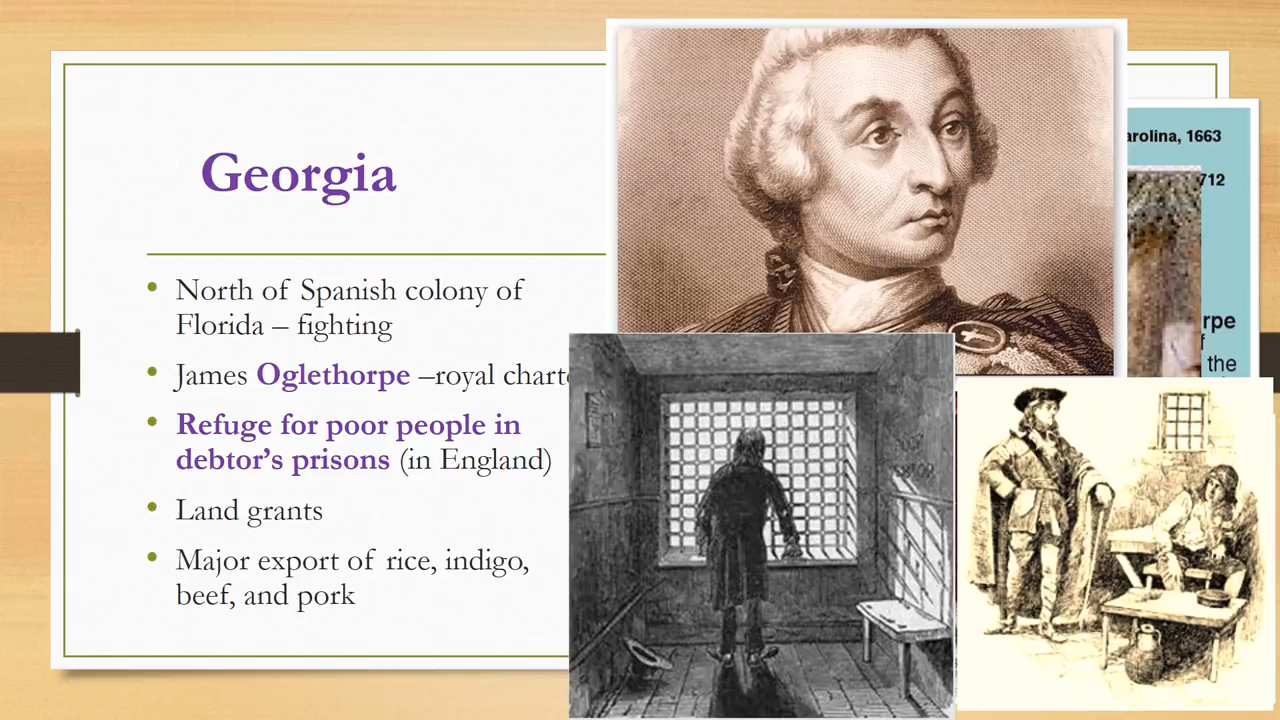 Georgia
• North of Spanish colony of
Florida – fighting
• James Oglethorpe –royal charte
• Refuge for poor people in
debtor's prisons (in England)
• Land grants
• Major export of rice, indigo,
beef, and pork
arolina, 1663
712
rpe
f
the